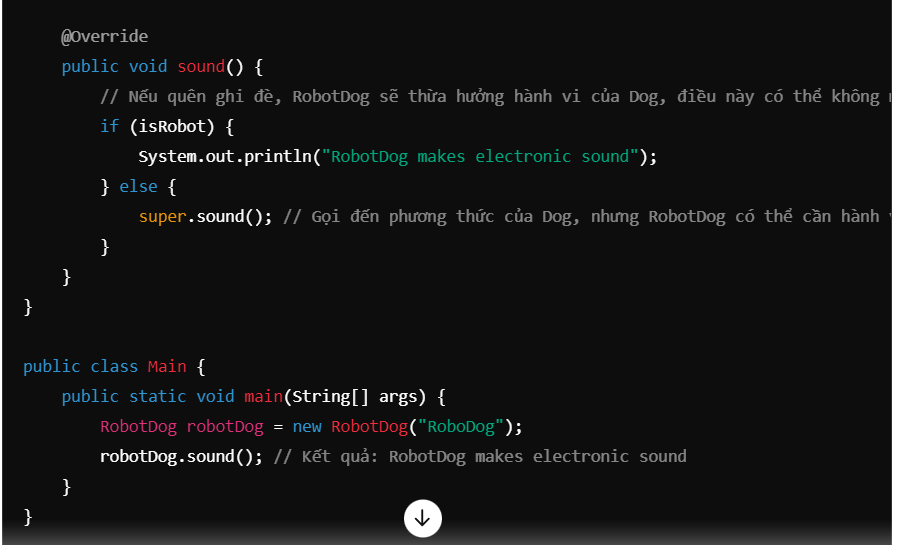 @Override
public void sound() {
// Nếu quên ghi đè, RobotDog sẽ thừa hưởng hành vi của Dog, điều này có thể không
if (isRobot) {
System.out.println("RobotDog makes electronic sound");
} else {
super.sound(); // Gọi đến phương thức của Dog, nhưng RobotDog có thể cần hành
}
}
}
public class Main {
public static void main(String[] args) {
RobotDog robotDog = new RobotDog("RoboDog");
robotDog.sound(); // Kết quả: RobotDog makes electronic sound
}
}